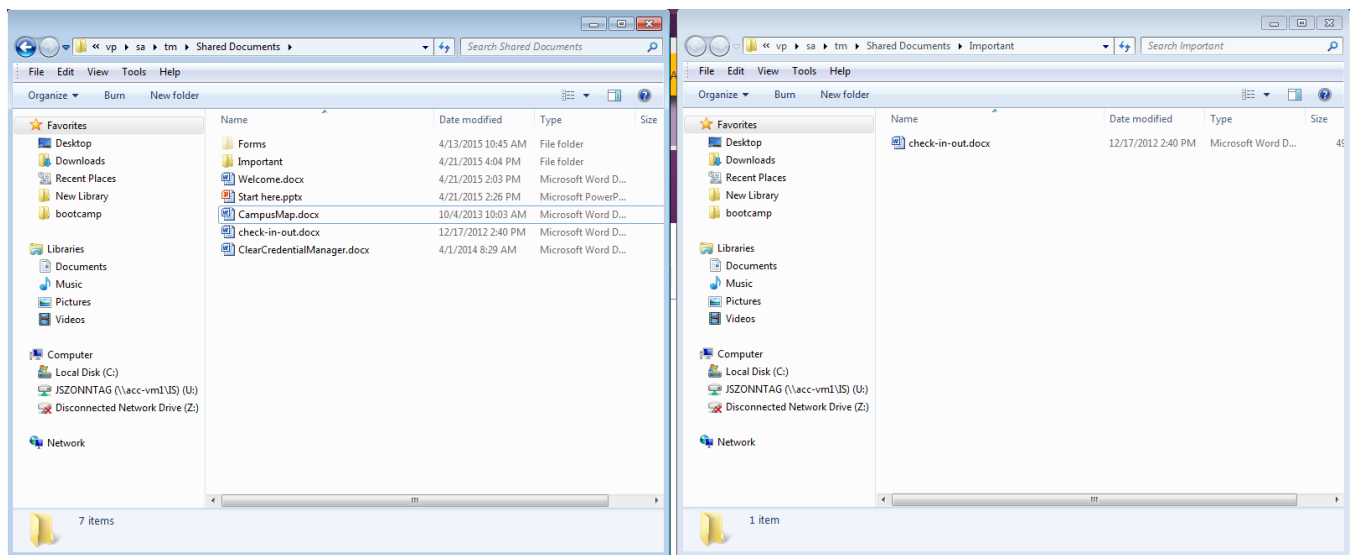 « vp ▸ sa ▸ tm ▸ Shared Documents ▸
Search Shared Documents
File Edit View Tools Help
Organize Burn New folder
Favorites
Desktop
Downloads
Recent Places
New Library
bootcamp
Libraries
Documents
Music
Pictures
Videos
Computer
Local Disk (C:)
JSZONNTAG (\\acc-vm1\IS) (U:)
Disconnected Network Drive (Z:)
Network
Name Date modified Type Size
Forms 4/13/2015 10:45 AM File folder
Important 4/21/2015 4:04 PM File folder
Welcome.docx 4/21/2015 2:03 PM Microsoft Word D...
Start here.pptx 4/21/2015 2:26 PM Microsoft PowerP...
CampusMap.docx 10/4/2013 10:03 AM Microsoft Word D...
check-in-out.docx 12/17/2012 2:40 PM Microsoft Word D...
ClearCredentialManager.docx 4/1/2014 8:29 AM Microsoft Word D...
7 items
« vp ▸ sa ▸ tm ▸ Shared Documents ▸ Important
Search Important
File Edit View Tools Help
Organize Burn New folder
Favorites
Desktop
Downloads
Recent Places
New Library
bootcamp
Libraries
Documents
Music
Pictures
Videos
Computer
Local Disk (C:)
JSZONNTAG (\\acc-vm1\IS) (U:)
Disconnected Network Drive (Z:)
Network
Name Date modified Type Size
check-in-out.docx 12/17/2012 2:40 PM Microsoft Word D... 49
1 item